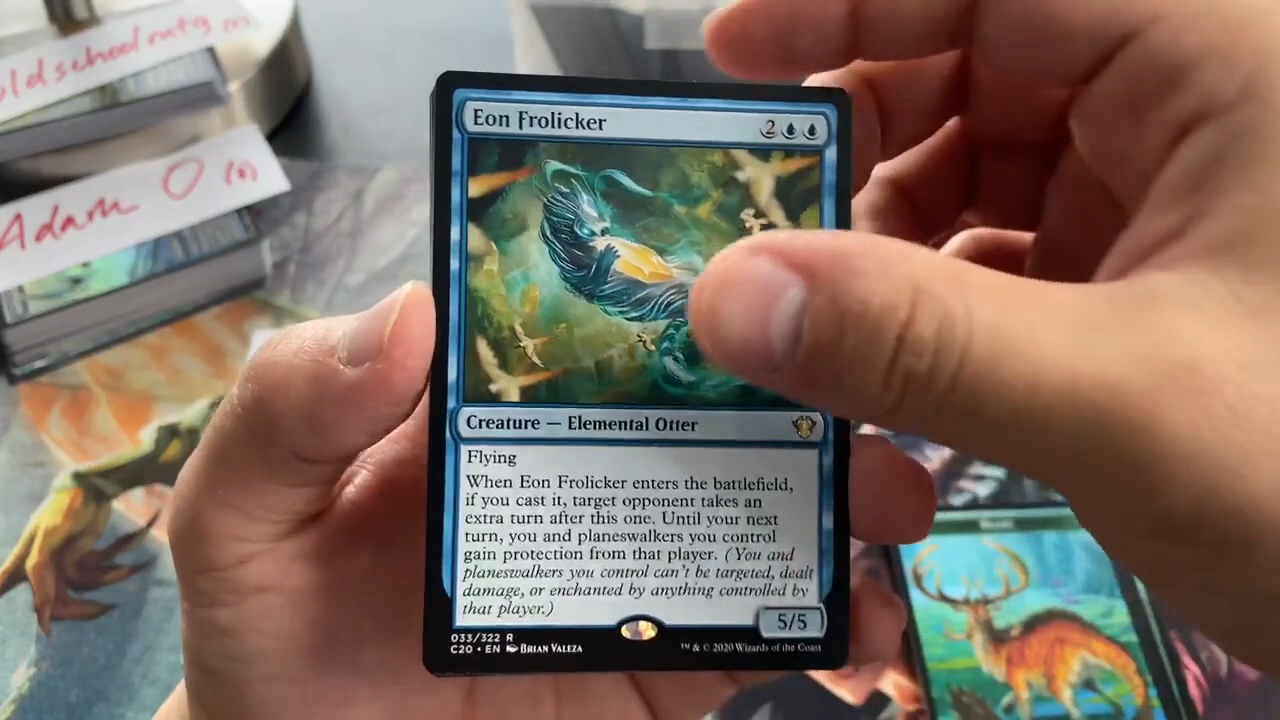 oldschoolmtg
Adam O (2)
Eon Frolicker
2
Creature — Elemental Otter
Flying
When Eon Frolicker enters the battlefield,
if you cast it, target opponent takes an
extra turn after this one. Until your next
turn, you and planeswalkers you control
gain protection from that player. (You and
planeswalkers you control can't be targeted, dealt
damage, or enchanted by anything controlled by
that player.)
5/5
033/322 R
C20 • EN BRIAN VALEZA
™ & © 2020 Wizards of the Coast